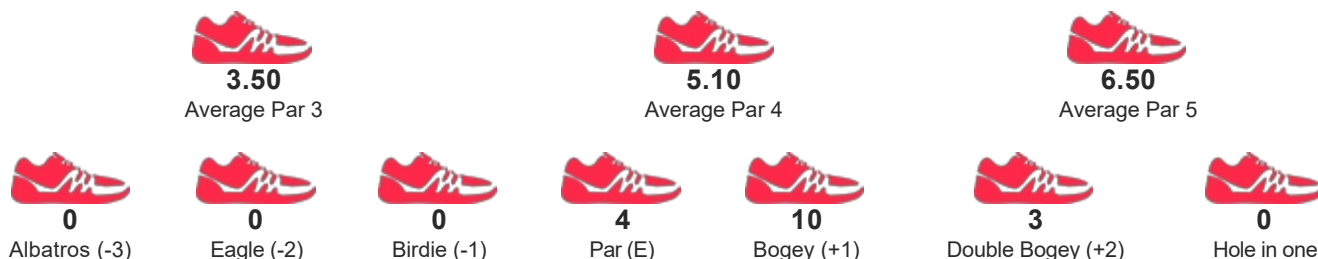 3.50 5.10 6.50
Average Par 3 Average Par 4 Average Par 5
0 0 0 4 10 3 0
Albatros (-3) Eagle (-2) Birdie (-1) Par (E) Bogey (+1) Double Bogey (+2) Hole in one